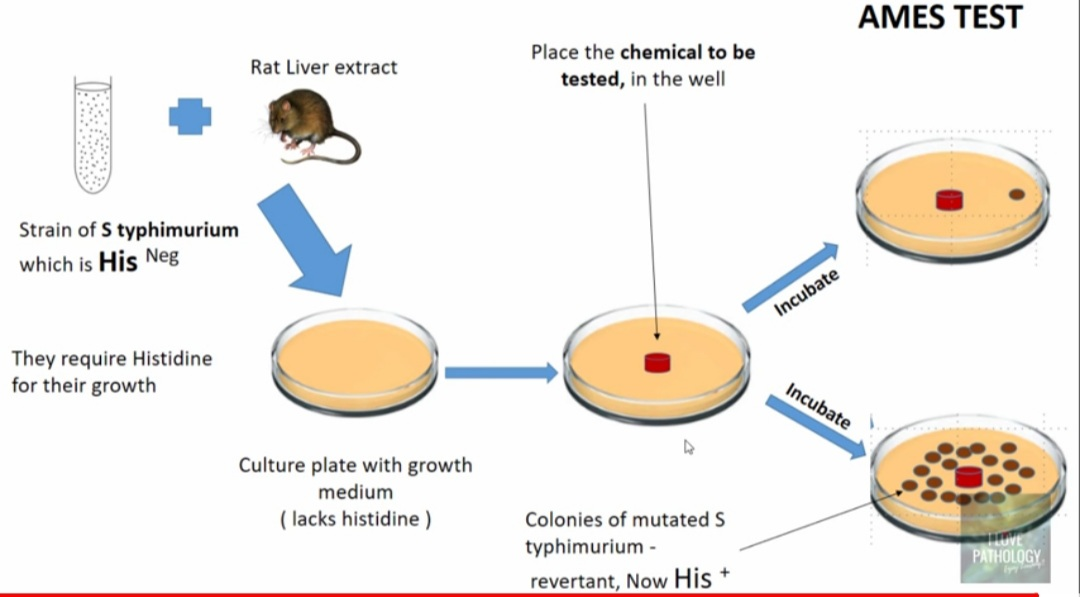 AMES TEST
Rat Liver extract
Place the chemical to be
tested, in the well
Strain of S typhimurium
which is His Neg
They require Histidine
for their growth
Incubate
Incubate
Culture plate with growth
medium
( lacks histidine )
Colonies of mutated S
typhimurium -
revertant, Now His +
I LOVE
PATHOLOGY